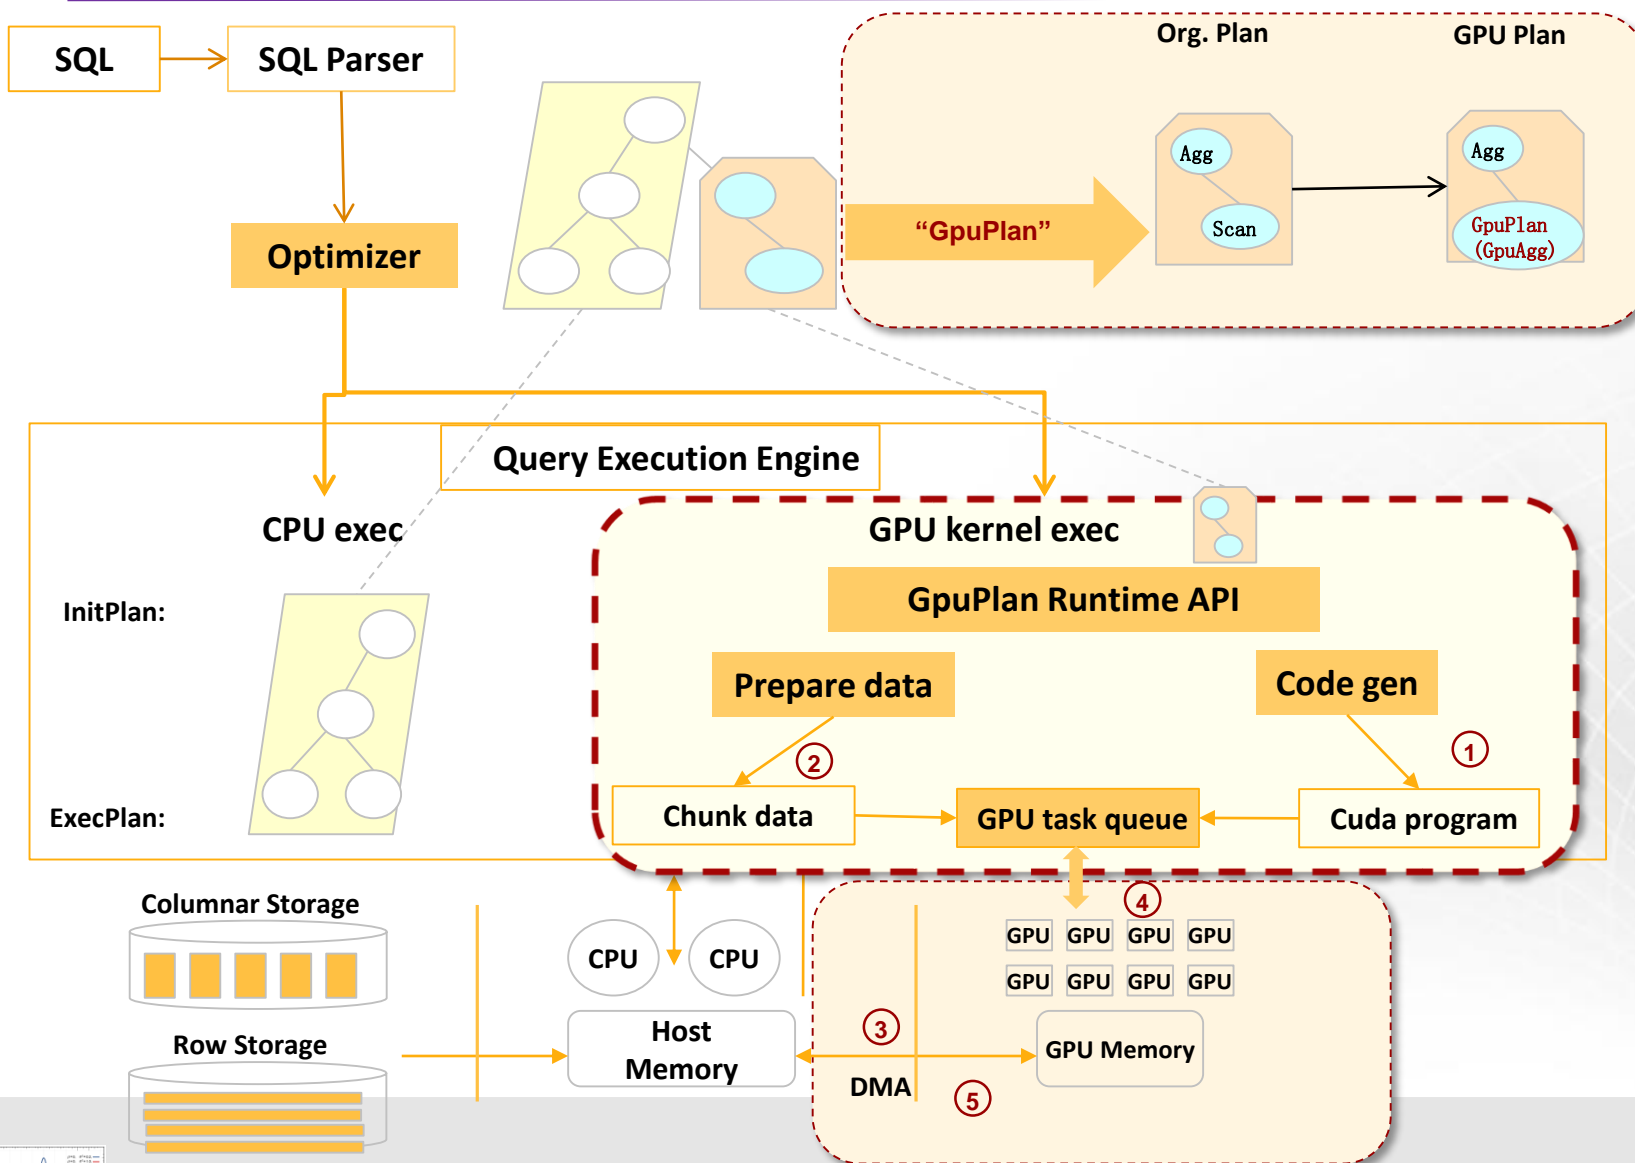 SQL
SQL Parser
Optimizer
Org. Plan
GPU Plan
"GpuPlan"
Agg
Scan
Agg
GpuPlan
(GpuAgg)
Query Execution Engine
CPU exec
GPU kernel exec
InitPlan:
GpuPlan Runtime API
Prepare data
Code gen
2
1
ExecPlan:
Chunk data
GPU task queue
Cuda program
Columnar Storage
4
CPU
CPU
GPU GPU GPU GPU
GPU GPU GPU GPU
Row Storage
Host
Memory
3
GPU Memory
DMA
5